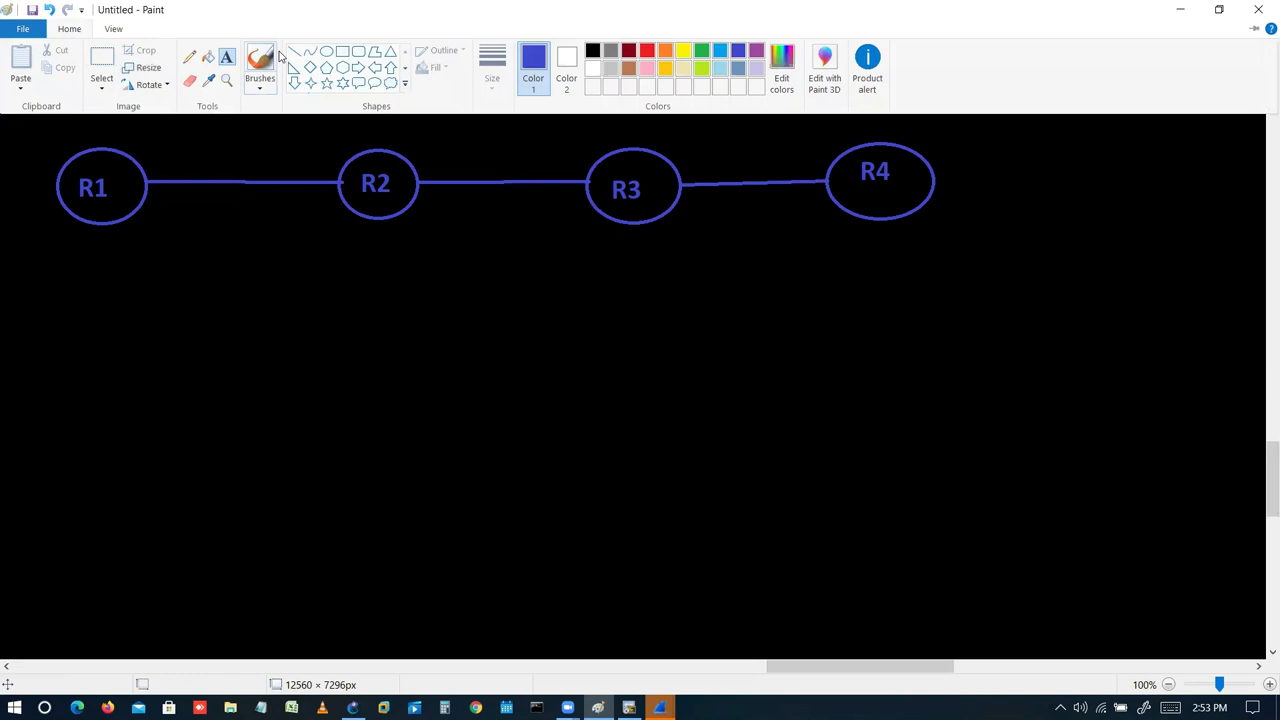 Untitled - Paint
File
Home
View
Paste
Cut
Copy
Clipboard
Select
Crop
Resize
Rotate
Image
A
Tools
Brushes
Outline
Fill
Shapes
Size
Color
1
Color
2
Edit
colors
Colors
Edit with
Paint 3D
Product
alert
R1
R2
R3
R4
12560 × 7296px
100%
2:53 PM